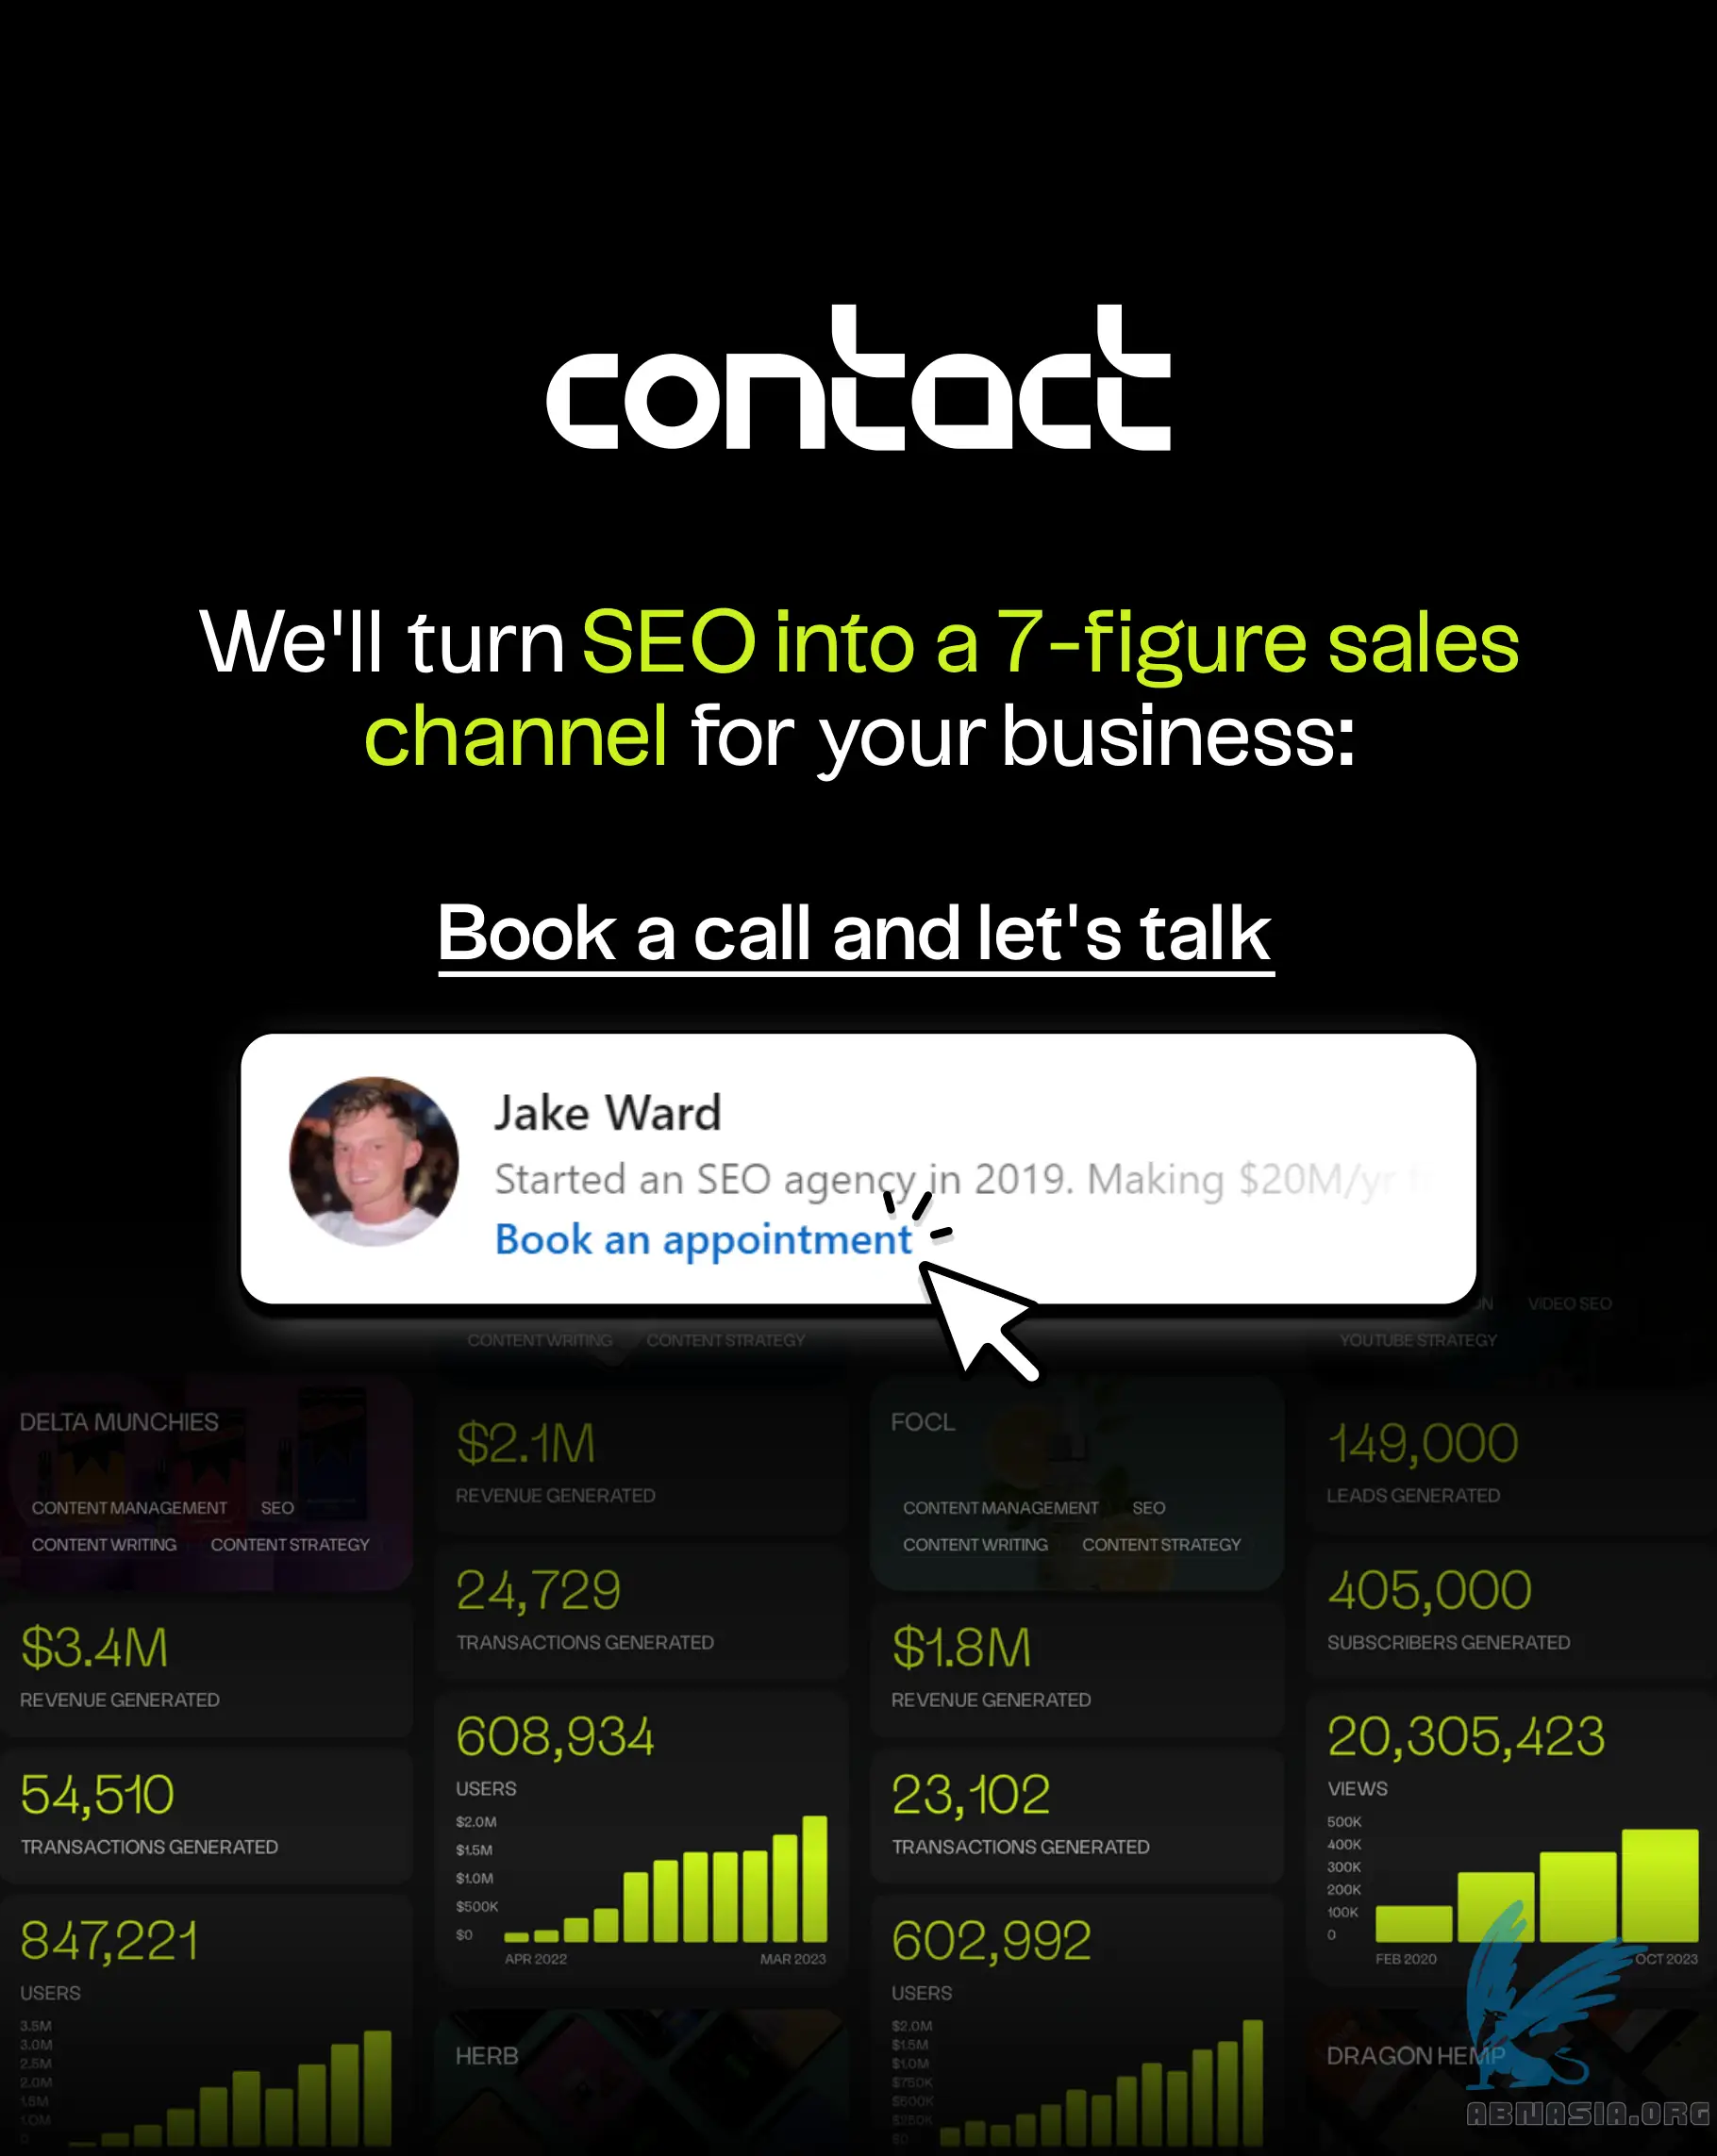 contact
We'll turn SEO into a 7-figure sales
channel for your business:
Book a call and let's talk
Jake Ward
Started an SEO agency in 2019. Making $20M/yr
Book an appointment
VIDEO SEO
CONTENT WRITING CONTENT STRATEGY
YOUTUBE STRATEGY
DELTA MUNCHIES
CONTENT MANAGEMENT SEO
CONTENT WRITING CONTENT STRATEGY
$3.4M
REVENUE GENERATED
54,510
TRANSACTIONS GENERATED
847,221
USERS
3.5M
3.0M
2.5M
2.0M
1.5M
1.0M
0
$2.1M
REVENUE GENERATED
24,729
TRANSACTIONS GENERATED
608,934
USERS
$2.0M
$1.5M
$1.0M
$500K
$0
APR 2022 MAR 2023
HERB
FOCL
CONTENT MANAGEMENT SEO
CONTENT WRITING CONTENT STRATEGY
$1.8M
REVENUE GENERATED
23,102
TRANSACTIONS GENERATED
602,992
USERS
$2.0M
$1.5M
$1.0M
$750K
$500K
$250K
$0
149,000
LEADS GENERATED
405,000
SUBSCRIBERS GENERATED
20,305,423
VIEWS
500K
400K
300K
200K
100K
0
FEB 2020 OCT 2023
DRAGON HEMP
ABNASIA.ORG